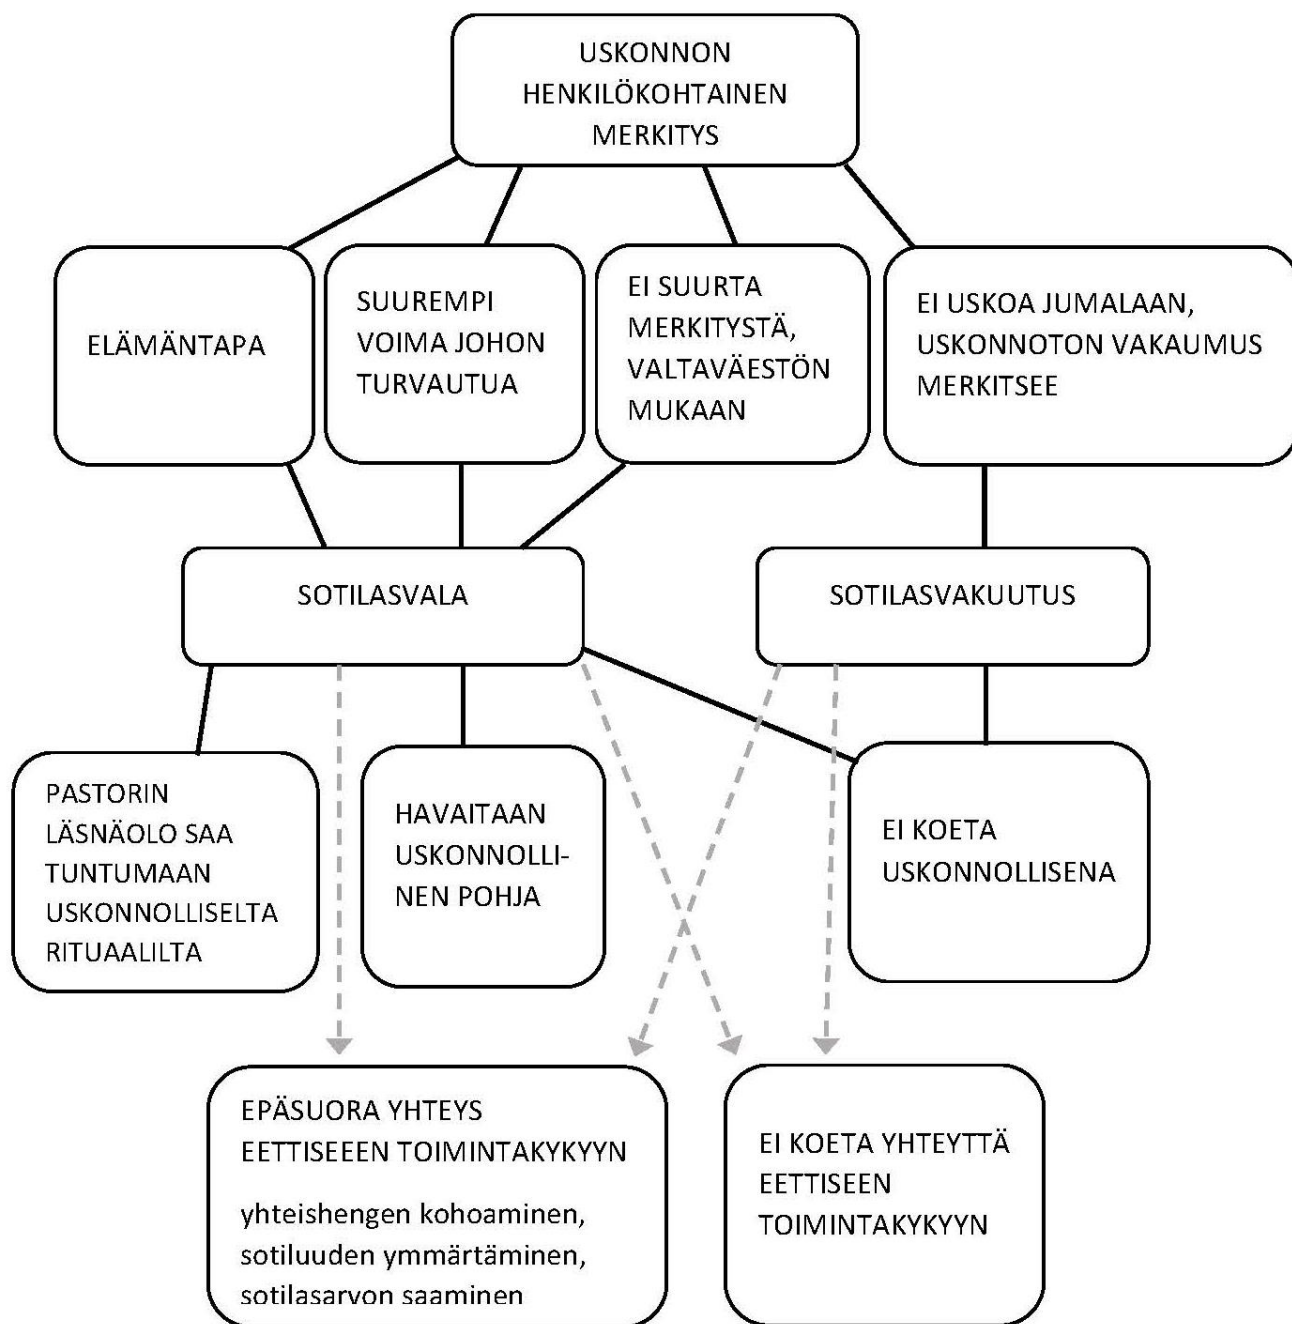 USKONNON
HENKILÖKOHTAINEN
MERKITYS
ELÄMÄNTAPA
SUUREMPI
VOIMA JOHON
TURVAUTUA
EI SUURTA
MERKITYSTÄ,
VALTAVÄESTÖN
MUKAAN
EI USKOA JUMALAAN,
USKONNOTON VAKAUMUS
MERKITSEE
SOTILASVALA
SOTILASVAKUUTUS
PASTORIN
LÄSNÄOLO SAA
TUNTUMAAN
USKONNOLLISELTA
RITUAALILTA
HAVAITAAN
USKONNOLLI-
NEN POHJA
EI KOETA
USKONNOLLISENA
EPÄSUORA YHTEYS
EETTISEEEN TOIMINTAKYKYYN
yhteishengen kohoaminen,
sotiluuden ymmärtäminen,
sotilasarvon saaminen
EI KOETA YHTEYTTÄ
EETTISEEN
TOIMINTAKYKYYN